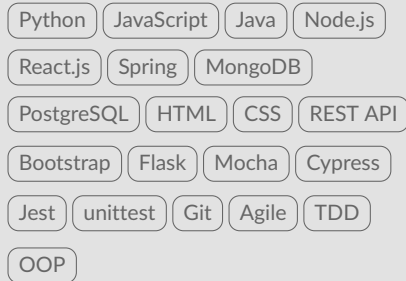 Python JavaScript Java Node.js
React.js Spring MongoDB
PostgreSQL HTML CSS REST API
Bootstrap Flask Mocha Cypress
Jest unittest Git Agile TDD
OOP